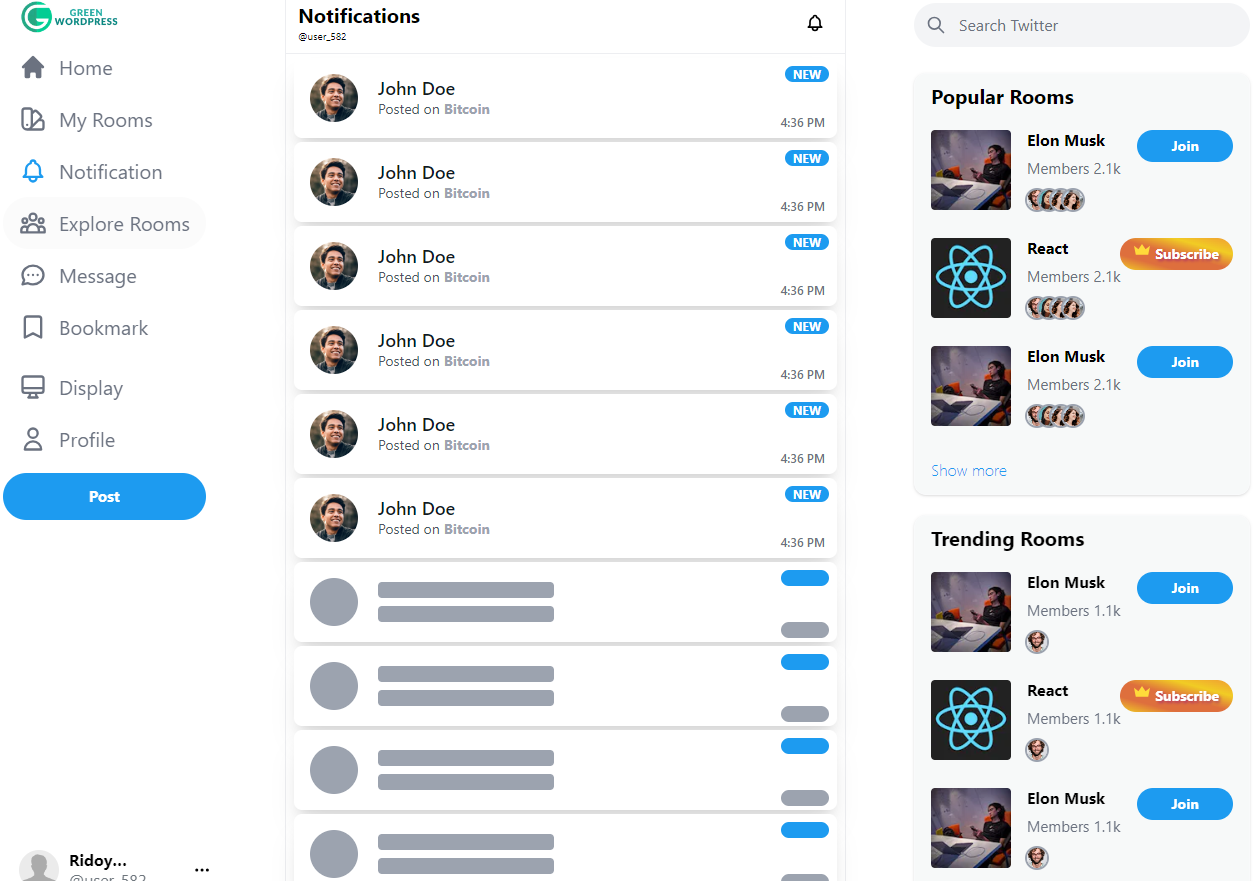 GREEN
WORDPRESS
Home
My Rooms
Notification
Explore Rooms
Message
Bookmark
Display
Profile
Post
Ridoy...
@user_582
Notifications
@user_582
John Doe
Posted on Bitcoin
NEW
4:36 PM
John Doe
Posted on Bitcoin
NEW
4:36 PM
John Doe
Posted on Bitcoin
NEW
4:36 PM
John Doe
Posted on Bitcoin
NEW
4:36 PM
John Doe
Posted on Bitcoin
NEW
4:36 PM
John Doe
Posted on Bitcoin
NEW
4:36 PM
Search Twitter
Popular Rooms
Elon Musk
Members 2.1k
Join
React
Members 2.1k
Subscribe
Elon Musk
Members 2.1k
Join
Show more
Trending Rooms
Elon Musk
Members 1.1k
Join
React
Members 1.1k
Subscribe
Elon Musk
Members 1.1k
Join